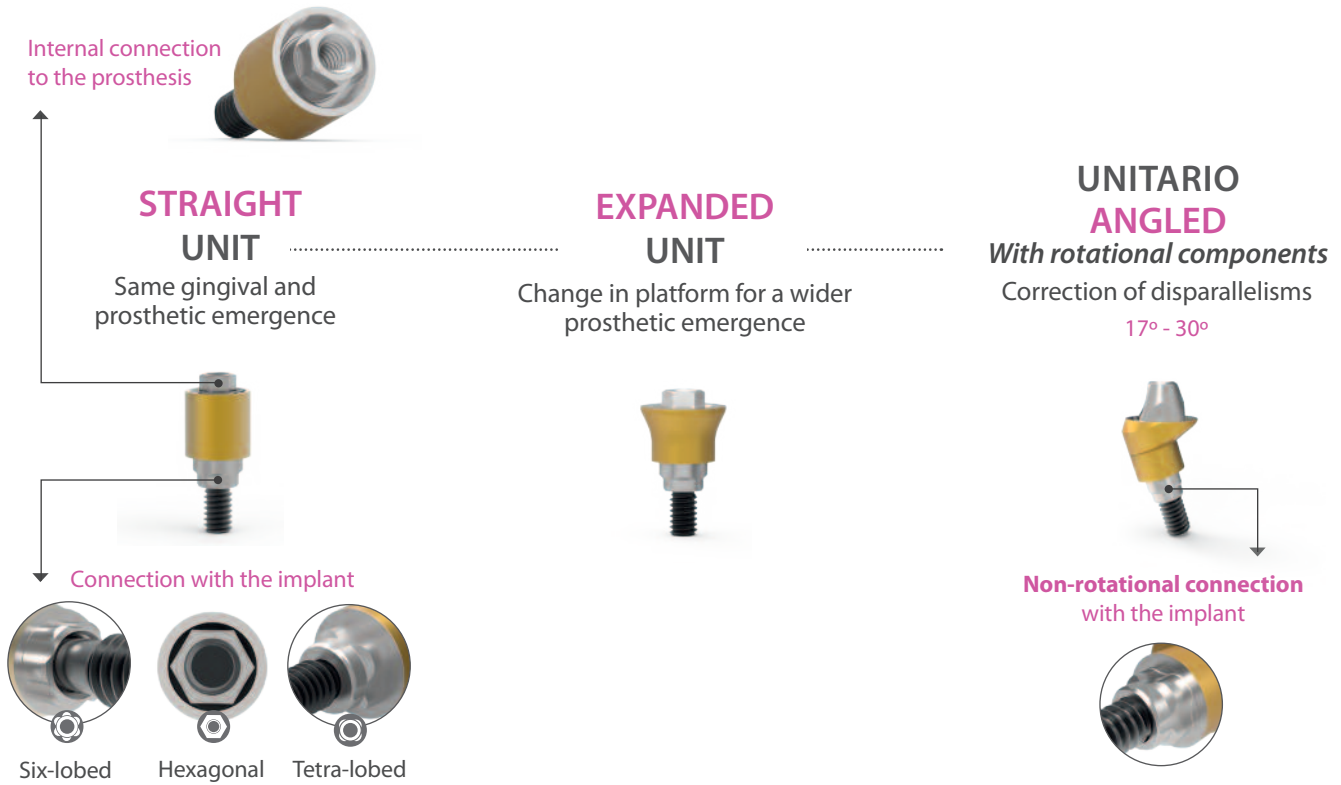 Internal connection
to the prosthesis
STRAIGHT
UNIT
Same gingival and
prosthetic emergence
EXPANDED
UNIT
Change in platform for a wider
prosthetic emergence
UNITARIO
ANGLED
With rotational components
Correction of disparallelisms
17º - 30º
Connection with the implant
Six-lobed
Hexagonal
Tetra-lobed
Non-rotational connection
with the implant